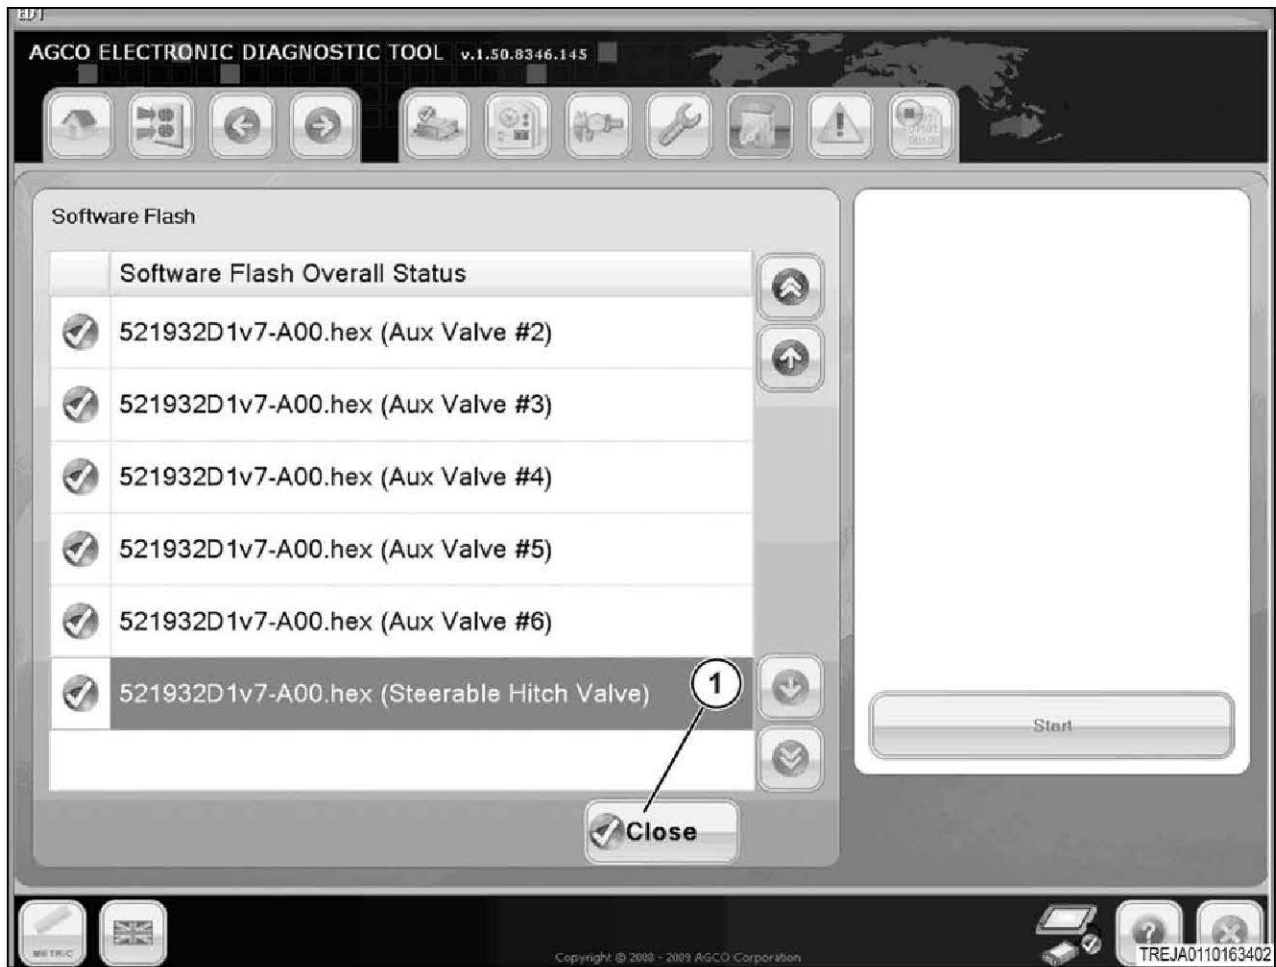 EDT
AGCO ELECTRONIC DIAGNOSTIC TOOL v.1.50.8346.145
Software Flash
Software Flash Overall Status
521932D1v7-A00.hex (Aux Valve #2)
521932D1v7-A00.hex (Aux Valve #3)
521932D1v7-A00.hex (Aux Valve #4)
521932D1v7-A00.hex (Aux Valve #5)
521932D1v7-A00.hex (Aux Valve #6)
521932D1v7-A00.hex (Steerable Hitch Valve)
1
Start
Close
METRIC
Copyright © 2008 - 2009 AGCO Corporation
?
TREJA0110163402